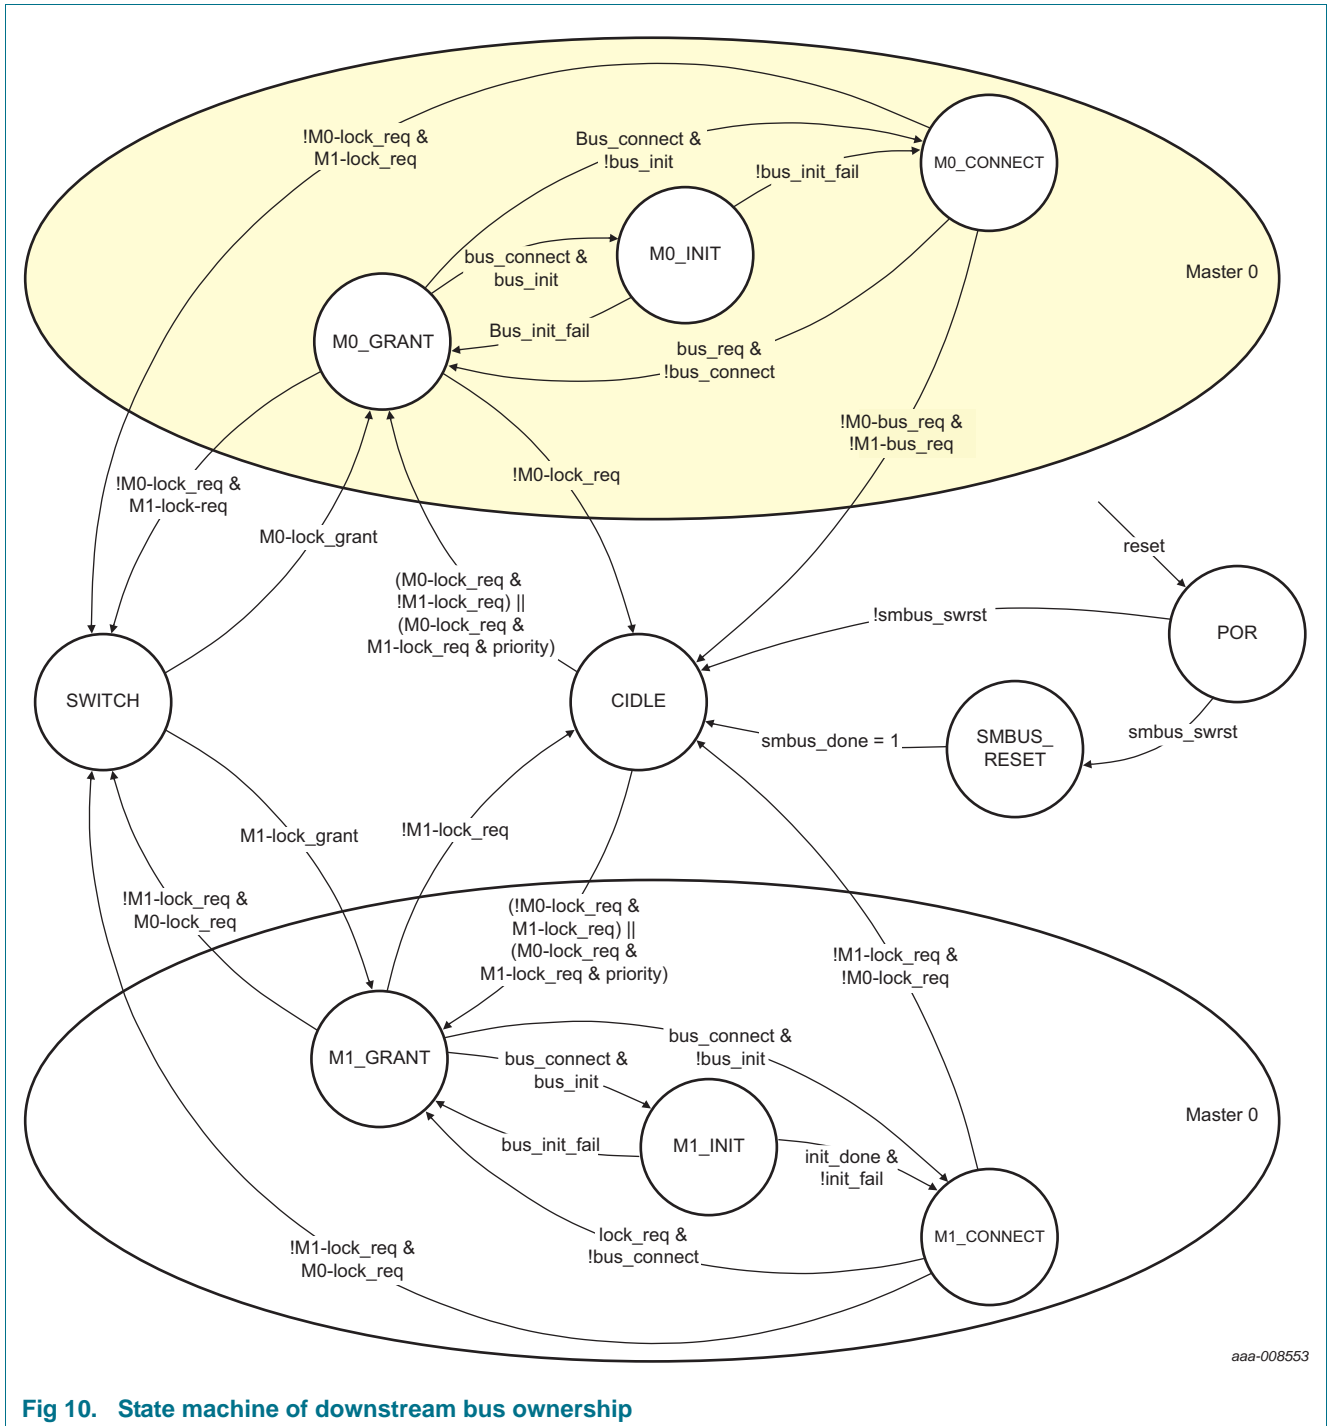 !M0-lock_req &
M1-lock_req
Bus_connect &
!bus_init
!bus_init_fail
M0_CONNECT
M0_INIT
bus_connect &
bus_init
Master 0
M0_GRANT
Bus_init_fail
bus_req &
!bus_connect
!M0-bus_req &
!M1-bus_req
!M0-lock_req &
M1-lock-req
!M0-lock_req
M0-lock_grant
(M0-lock_req &
!M1-lock_req) ||
(M0-lock_req &
M1-lock_req & priority)
reset
!smbus_swrst
POR
SWITCH
CIDLE
SMBUS_
RESET
smbus_done = 1
smbus_swrst
M1-lock_grant
!M1-lock_req
!M1-lock_req &
M0-lock_req
(!M0-lock_req &
M1-lock_req) ||
(M0-lock_req &
M1-lock_req & priority)
!M1-lock_req &
!M0-lock_req
M1_GRANT
bus_connect &
!bus_init
bus_connect &
bus_init
Master 0
bus_init_fail
M1_INIT
init_done &
!init_fail
lock_req &
!bus_connect
M1_CONNECT
!M1-lock_req &
M0-lock_req
aaa-008553
Fig 10. State machine of downstream bus ownership